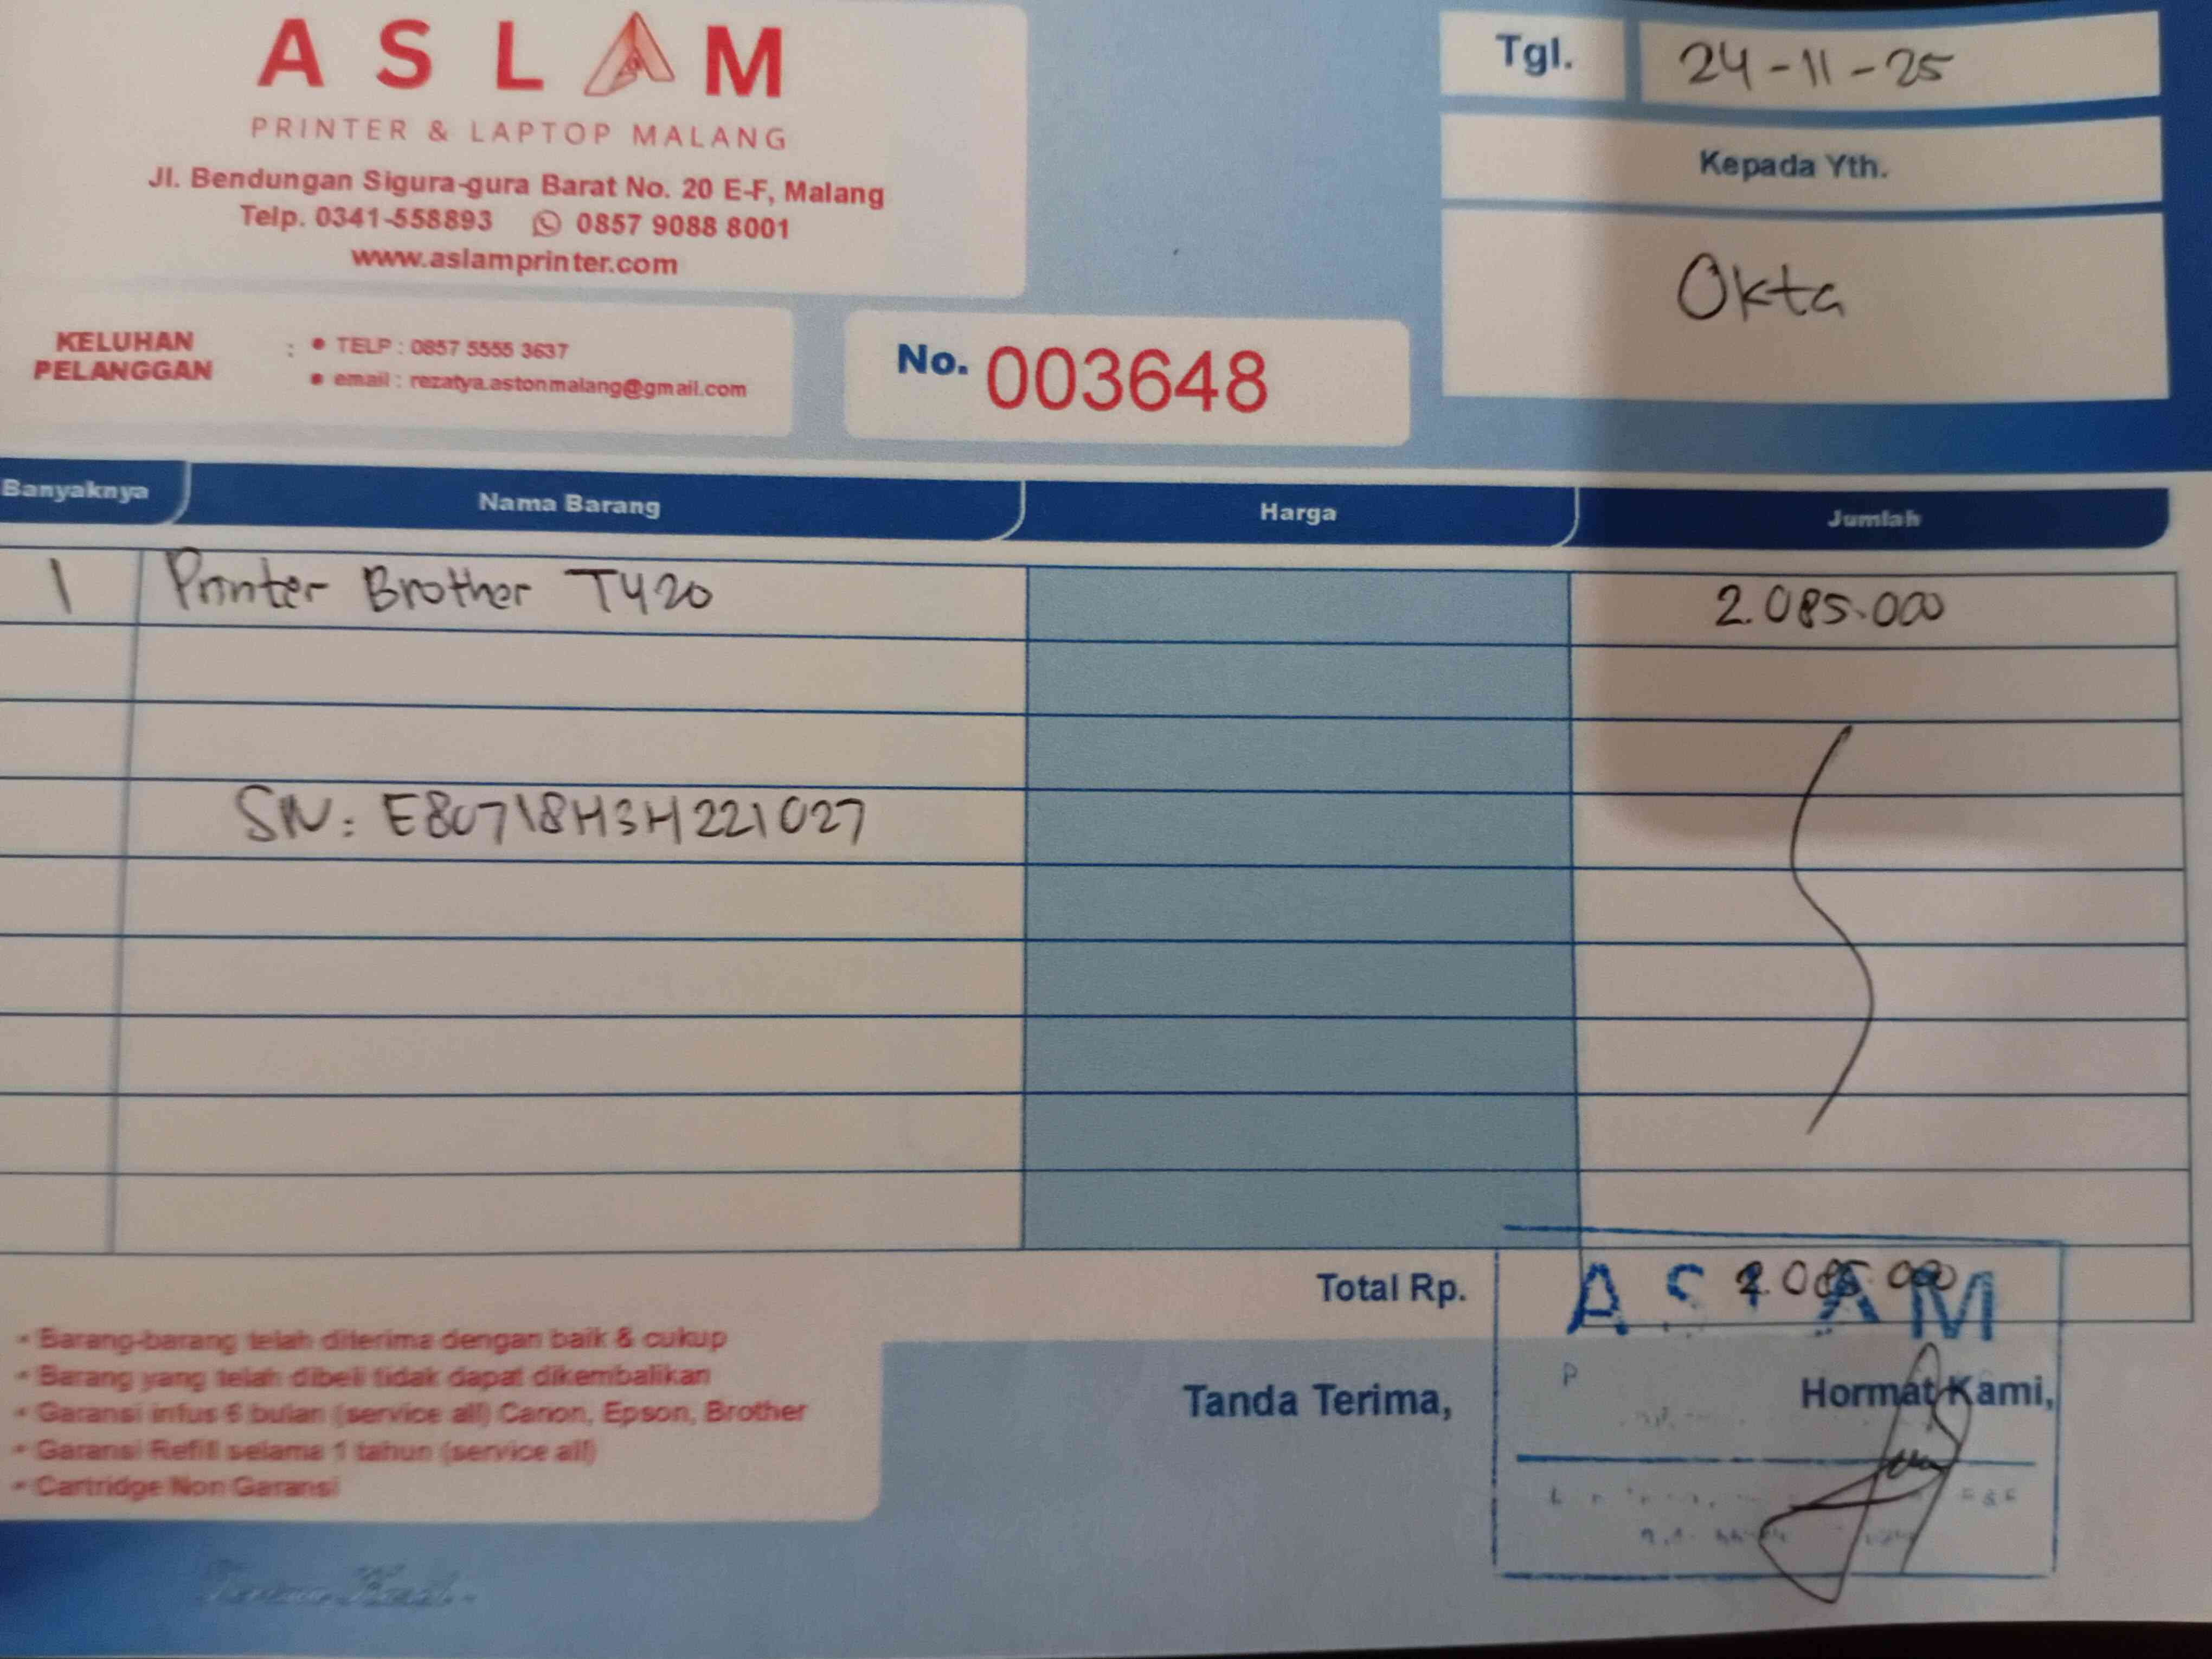 ASLAM
PRINTER & LAPTOP MALANG
Jl. Bendungan Sigura-gura Barat No. 20 E-F, Malang
Telp. 0341-558893 0857 9088 8001
www.aslamprinter.com
KELUHAN PELANGGAN : • TELP : 0857 5555 3637
• email : rezatya.astonmalang@gmail.com
No. 003648
Tgl. 24-11-25
Kepada Yth.
Okta
Banyaknya Nama Barang Harga Jumlah
1 Printer Brother T420 2.085.000
SN: E80718H3H221027
Total Rp. 2.085.000
ASLAM
• Barang-barang telah diterima dengan baik & cukup
• Barang yang telah dibeli tidak dapat dikembalikan
• Garansi infus 6 bulan (service all) Canon, Epson, Brother
• Garansi Refill selama 1 tahun (service all)
• Cartridge Non Garansi
Tanda Terima, Hormat Kami,
Terima Kasih